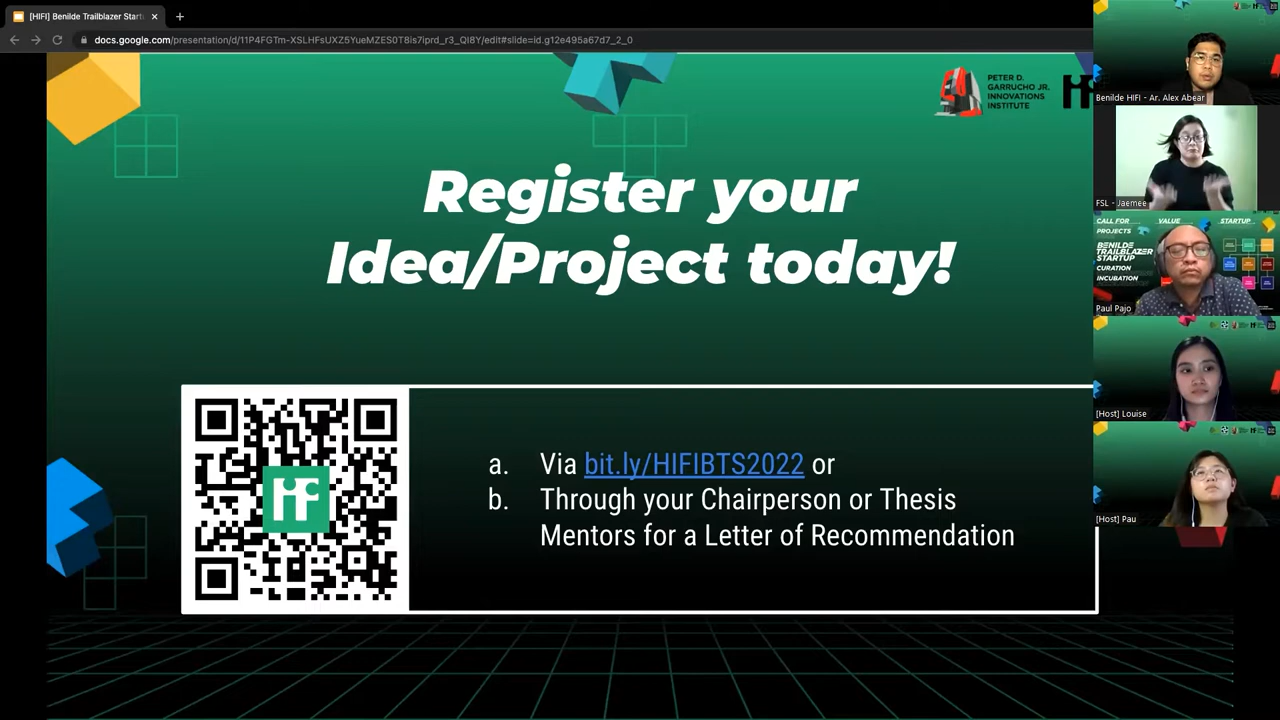 [HIFI] Benilde Trailblazer Startu
docs.google.com/presentation/d/11P4FGTm-XSLHFsUXZ5YueMZES0T8is7iprd_r3_QI8Y/edit#slide=id.g12e495a67d7_2_0
PETER D.
GARRUCHO JR.
INNOVATIONS
INSTITUTE
Register your
Idea/Project today!
a. Via bit.ly/HIFIBTS2022 or
b. Through your Chairperson or Thesis
Mentors for a Letter of Recommendation
Benilde HIFI - Ar. Alex Abear
FSL - Jaemee
CALL FOR
PROJECTS
VALUE
STARTUP
BENILDE
TRAILBLAZER
STARTUP
CURATION
INCUBATION
Paul Pajo
[Host] Louise
[Host] Pau